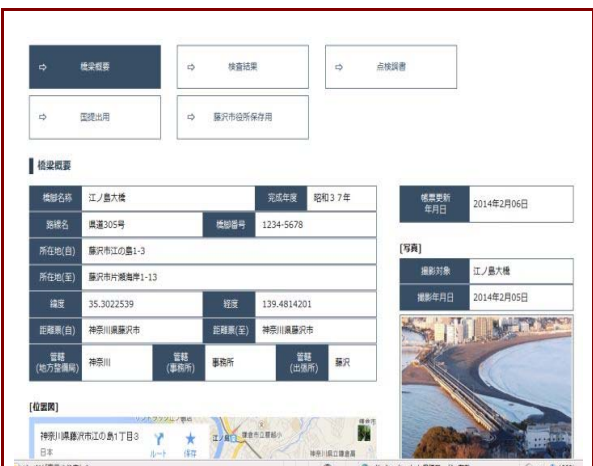 ⇨ 橋梁概要
⇨ 検査結果
⇨ 点検調書
⇨ 国提出用
⇨ 藤沢市役所保存用
橋梁概要
橋脚名称 江ノ島大橋 完成年度 昭和37年
路線名 県道305号 橋脚番号 1234-5678
所在地(自) 藤沢市江の島1-3
所在地(至) 藤沢市片瀬海岸1-13
緯度 35.3022539 経度 139.4814201
距離票(自) 神奈川県藤沢市 距離票(至) 神奈川県藤沢市
管轄(地方整備局) 神奈川 管轄(事務所) 事務所 管轄(出張所) 藤沢
帳票更新年月日 2014年2月06日
[写真]
撮影対象 江ノ島大橋
撮影年月日 2014年2月05日
[位置図]
神奈川県藤沢市江の島1丁目3
日本
ルート 保存